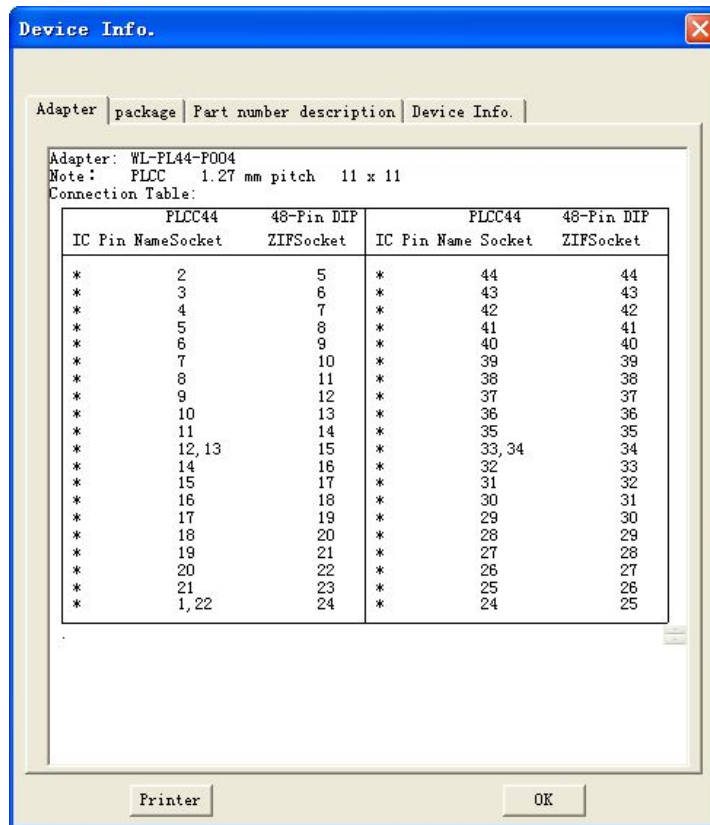 Device Info.
Adapter package Part number description Device Info.
Adapter: WL-PL44-P004
Note: PLCC 1.27 mm pitch 11 x 11
Connection Table:
PLCC44 48-Pin DIP PLCC44 48-Pin DIP
IC Pin NameSocket ZIFSocket IC Pin Name Socket ZIFSocket
* 2 5 * 44 44
* 3 6 * 43 43
* 4 7 * 42 42
* 5 8 * 41 41
* 6 9 * 40 40
* 7 10 * 39 39
* 8 11 * 38 38
* 9 12 * 37 37
* 10 13 * 36 36
* 11 14 * 35 35
* 12,13 15 * 33,34 34
* 14 16 * 32 33
* 15 17 * 31 32
* 16 18 * 30 31
* 17 19 * 29 30
* 18 20 * 28 29
* 19 21 * 27 28
* 20 22 * 26 27
* 21 23 * 25 26
* 1,22 24 * 24 25
.
Printer OK